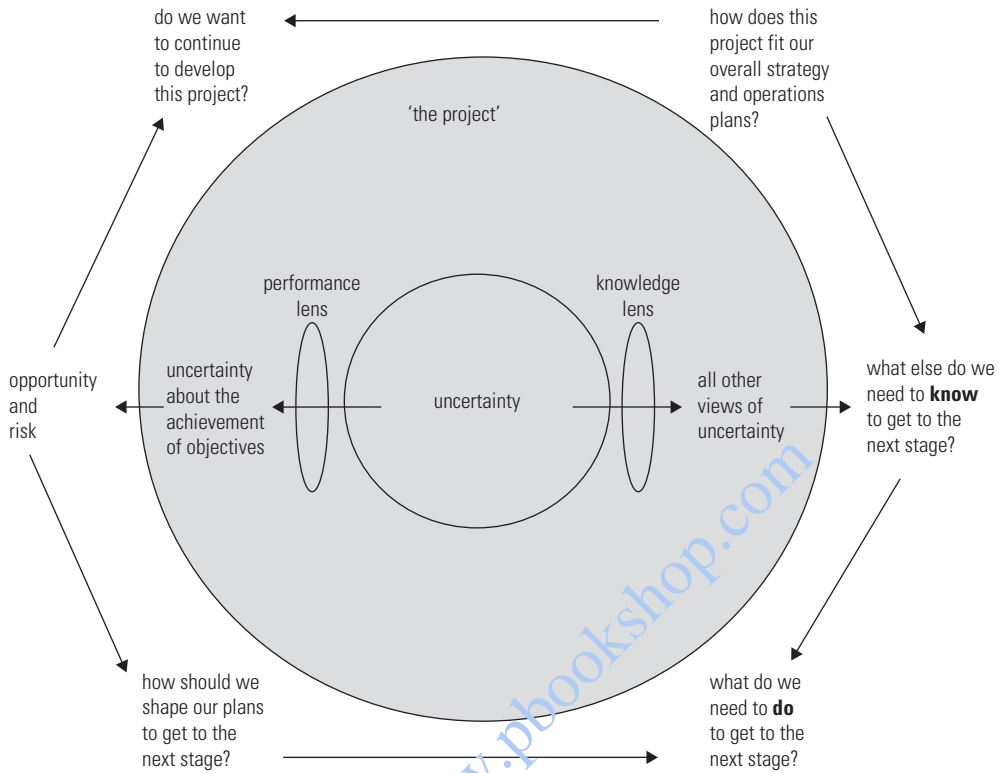 do we want
to continue
to develop
this project?
how does this
project fit our
overall strategy
and operations
plans?
'the project'
performance
lens
knowledge
lens
opportunity
and
risk
uncertainty
about the
achievement
of objectives
uncertainty
all other
views of
uncertainty
what else do we
need to know
to get to the
next stage?
how should we
shape our plans
to get to the
next stage?
what do we
need to do
to get to the
next stage?
w.pbookshop.com